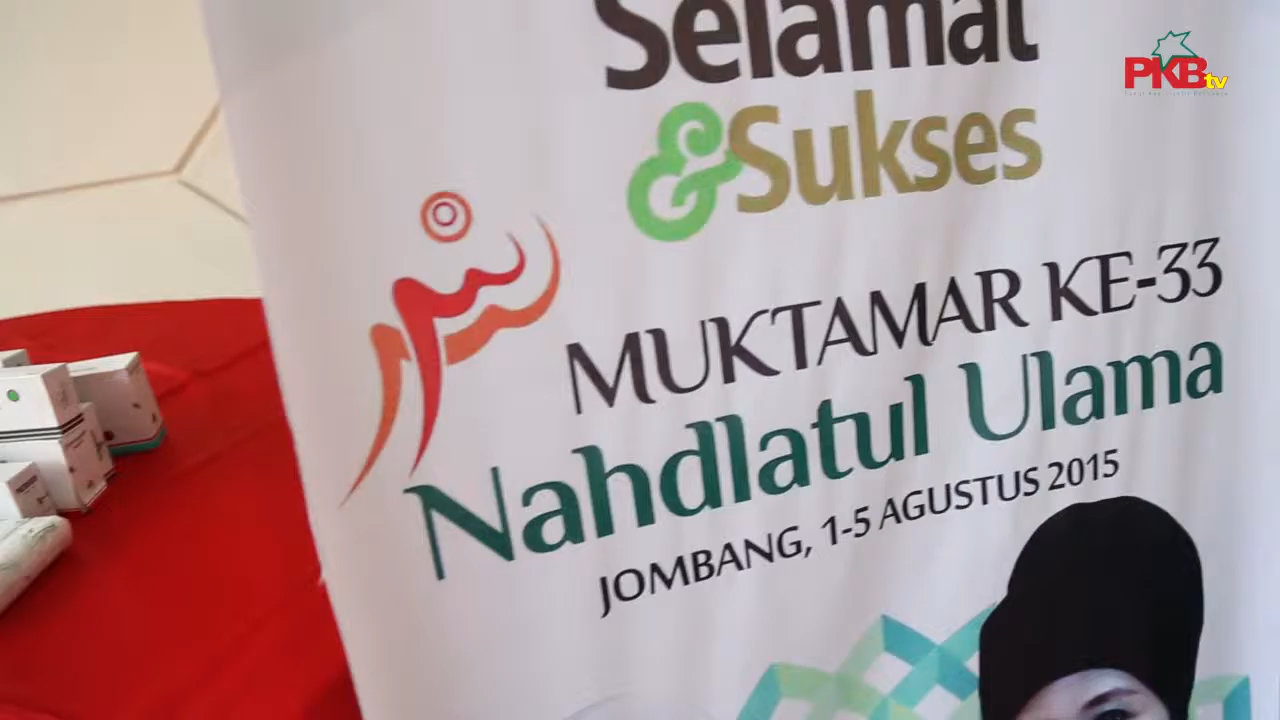 Selamat
& Sukses
MUKTAMAR KE-33
Nahdlatul Ulama
JOMBANG, 1-5 AGUSTUS 2015
PKBtv